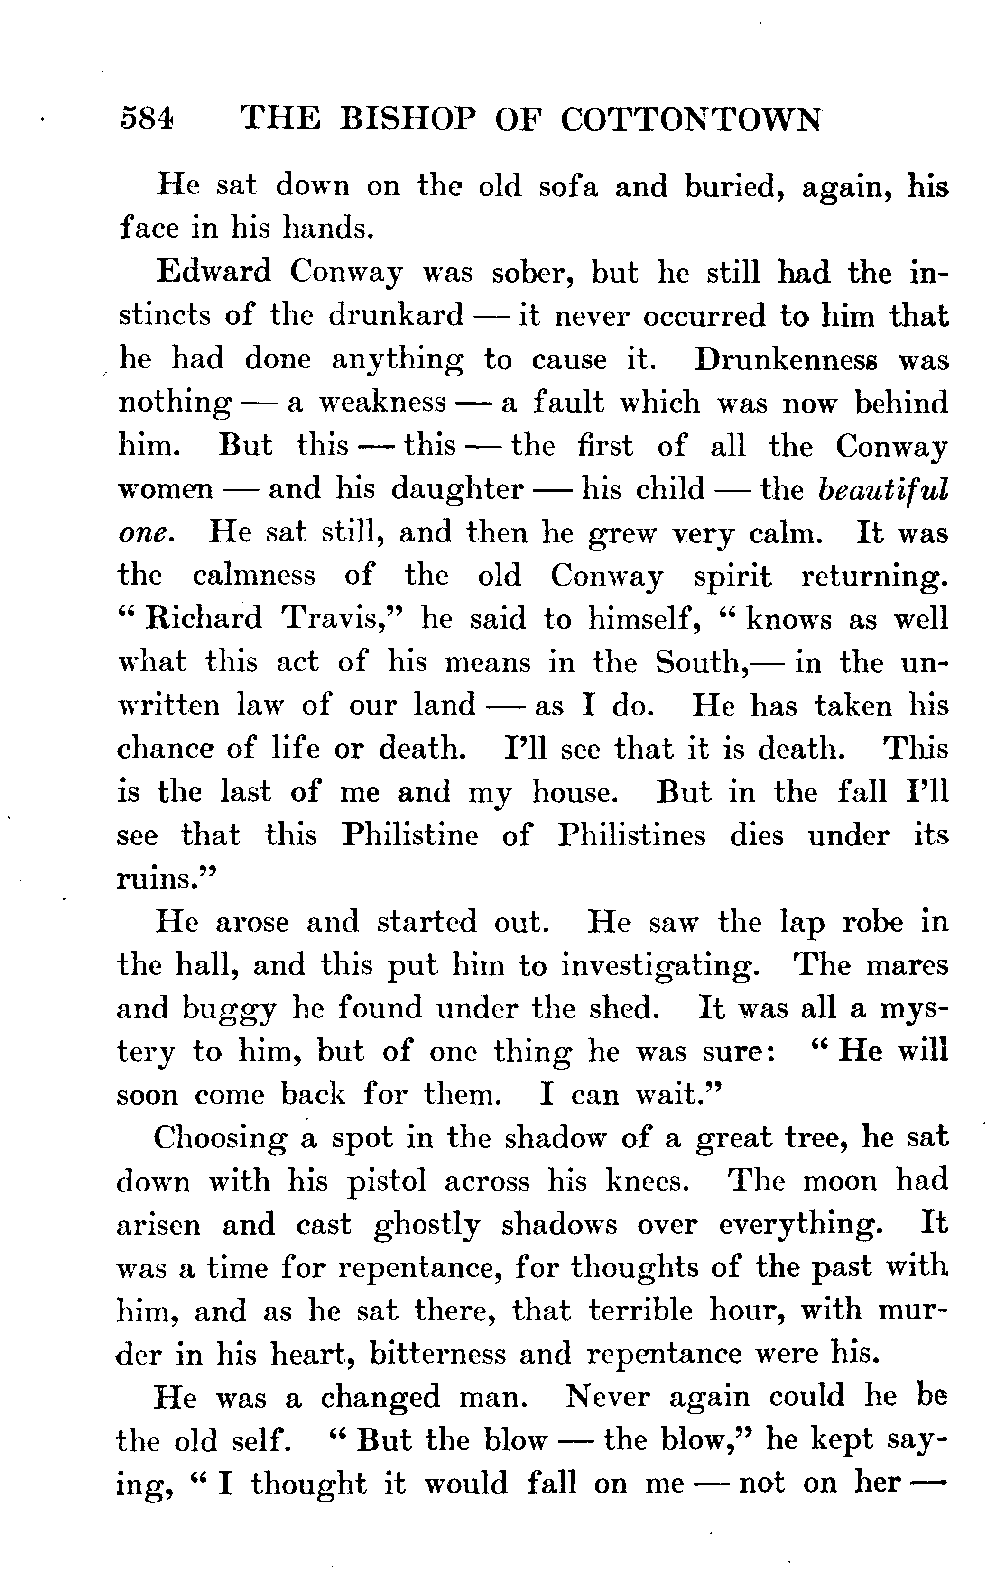 584 THE BISHOP OF COTTONTOWN
He sat down on the old sofa and buried, again, his
face in his hands.
Edward Conway was sober, but he still had the in-
stincts of the drunkard — it never occurred to him that
he had done anything to cause it. Drunkenness was
nothing — a weakness — a fault which was now behind
him. But this — this — the first of all the Conway
women — and his daughter — his child — the beautiful
one. He sat still, and then he grew very calm. It was
the calmness of the old Conway spirit returning.
“ Richard Travis,” he said to himself, “ knows as well
what this act of his means in the South,— in the un-
written law of our land — as I do. He has taken his
chance of life or death. I’ll see that it is death. This
is the last of me and my house. But in the fall I’ll
see that this Philistine of Philistines dies under its
ruins.”
He arose and started out. He saw the lap robe in
the hall, and this put him to investigating. The mares
and buggy he found under the shed. It was all a mys-
tery to him, but of one thing he was sure: “ He will
soon come back for them. I can wait.”
Choosing a spot in the shadow of a great tree, he sat
down with his pistol across his knees. The moon had
arisen and cast ghostly shadows over everything. It
was a time for repentance, for thoughts of the past with
him, and as he sat there, that terrible hour, with mur-
der in his heart, bitterness and repentance were his.
He was a changed man. Never again could he be
the old self. “ But the blow — the blow,” he kept say-
ing, “ I thought it would fall on me — not on her —